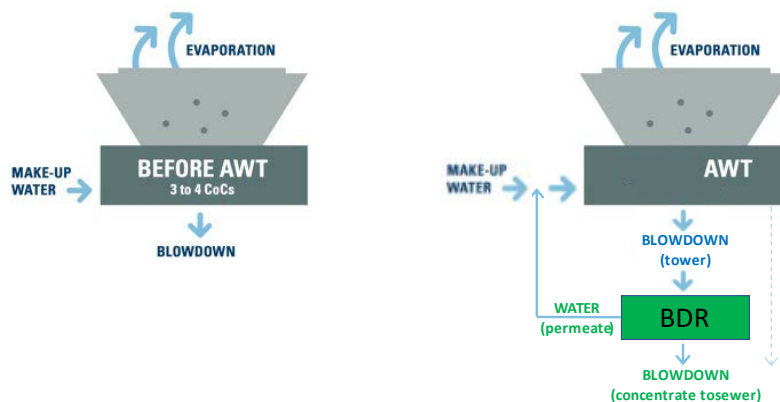 EVAPORATION
MAKE-UP
WATER
BEFORE AWT
3 to 4 CoCs
BLOWDOWN
EVAPORATION
MAKE-UP
WATER
AWT
BLOWDOWN
(tower)
WATER
(permeate)
BDR
BLOWDOWN
(concentrate tosewer)